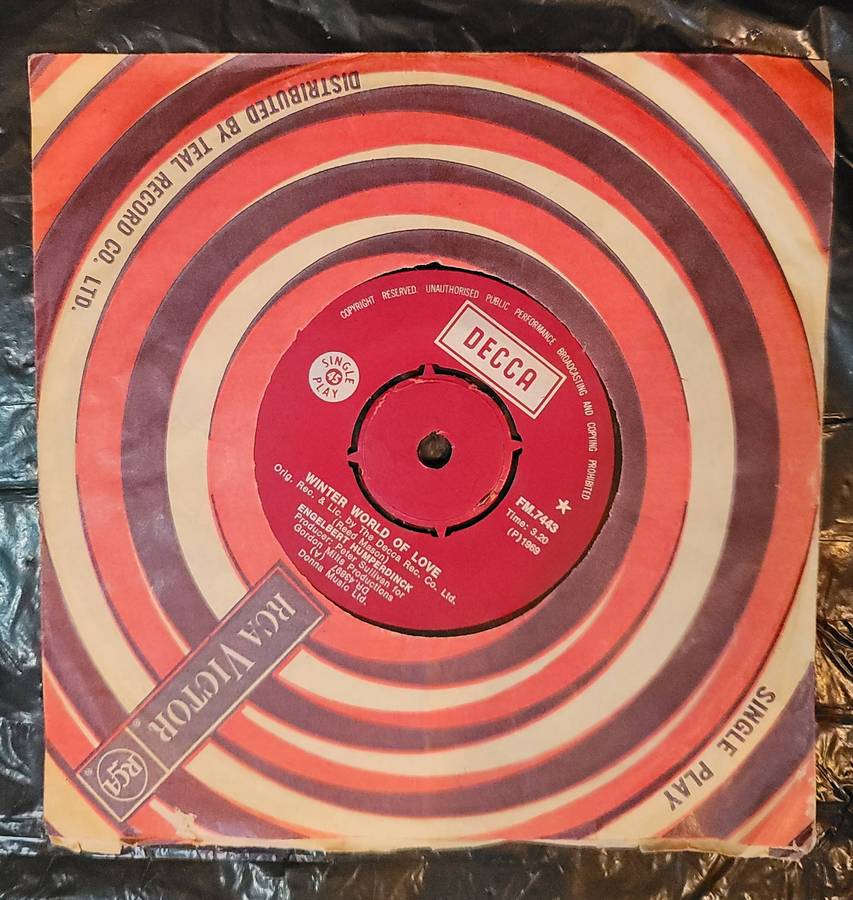 DISTRIBUTED BY TEAL RECORD CO. LTD.
COPYRIGHT RESERVED. UNAUTHORISED PUBLIC PERFORMANCE BROADCASTING AND COPYING PROHIBITED
DECCA
SINGLE
45
PLAY
FM.7443
Time: 3.20
(P)1969
WINTER WORLD OF LOVE
Orig. Rec. & Lic. by The Decca Rec. Co. Ltd.
(Reed Mason)
ENGELBERT HUMPERDINCK
Producer: Peter Sullivan for
Gordon Mills Productions
(A)
Donna Music Ltd.
RCA VICTOR
®
RCA
®
SINGLE PLAY